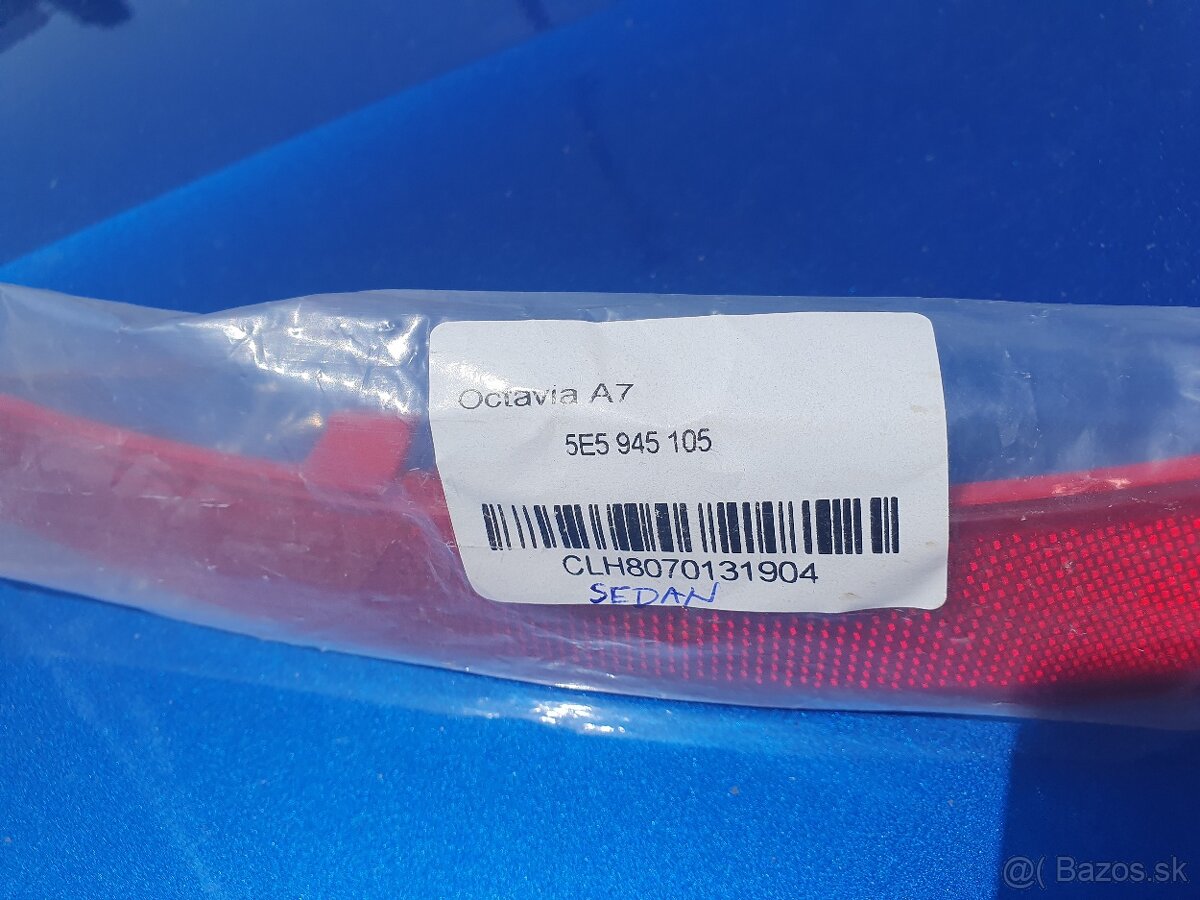 Octavia A7
5E5 945 105
CLH8070131904
SEDAN
@( Bazos.sk